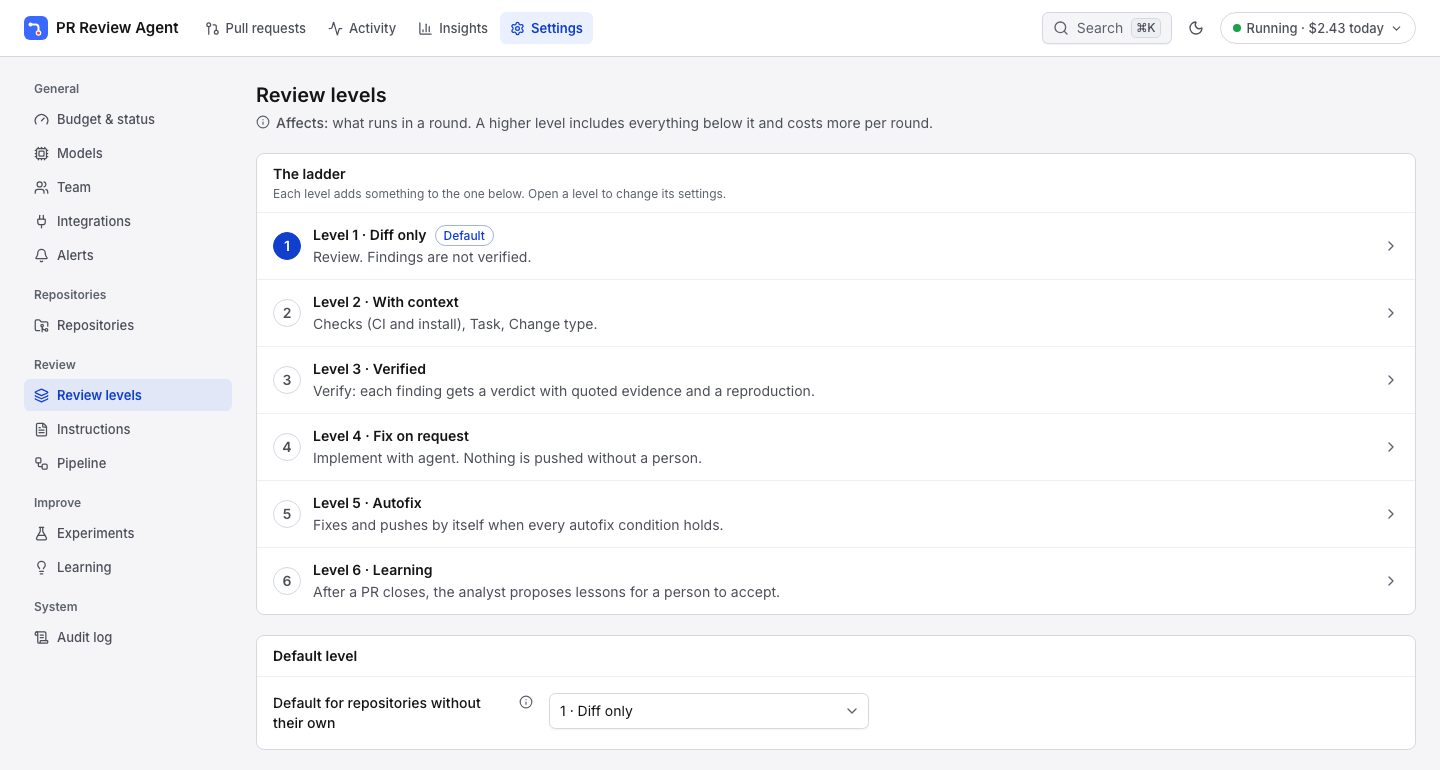 PR Review Agent
Pull requests
Activity
Insights
Settings
Search ⌘K
Running · $2.43 today
General
Budget & status
Models
Team
Integrations
Alerts
Repositories
Repositories
Review
Review levels
Instructions
Pipeline
Improve
Experiments
Learning
System
Audit log
Review levels
Affects: what runs in a round. A higher level includes everything below it and costs more per round.
The ladder
Each level adds something to the one below. Open a level to change its settings.
1
Level 1 · Diff only Default
Review. Findings are not verified.
2
Level 2 · With context
Checks (CI and install), Task, Change type.
3
Level 3 · Verified
Verify: each finding gets a verdict with quoted evidence and a reproduction.
4
Level 4 · Fix on request
Implement with agent. Nothing is pushed without a person.
5
Level 5 · Autofix
Fixes and pushes by itself when every autofix condition holds.
6
Level 6 · Learning
After a PR closes, the analyst proposes lessons for a person to accept.
Default level
Default for repositories without
their own
1 · Diff only